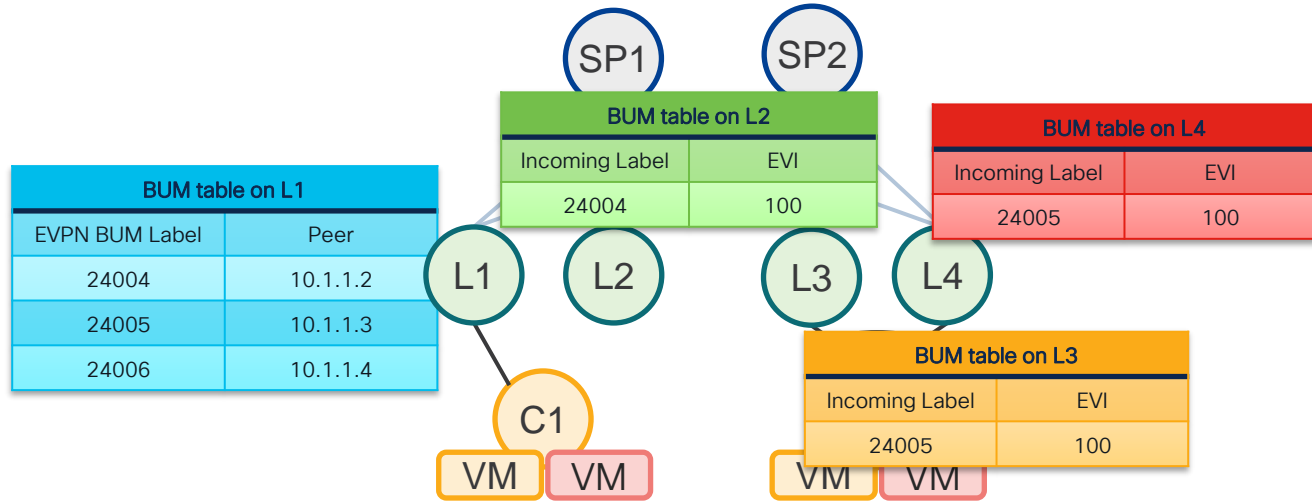 SP1
SP2
BUM table on L2
Incoming Label EVI
24004 100
BUM table on L4
Incoming Label EVI
24005 100
BUM table on L1
EVPN BUM Label Peer
24004 10.1.1.2
24005 10.1.1.3
24006 10.1.1.4
L1
L2
L3
L4
BUM table on L3
Incoming Label EVI
24005 100
C1
VM
VM
VM
VM